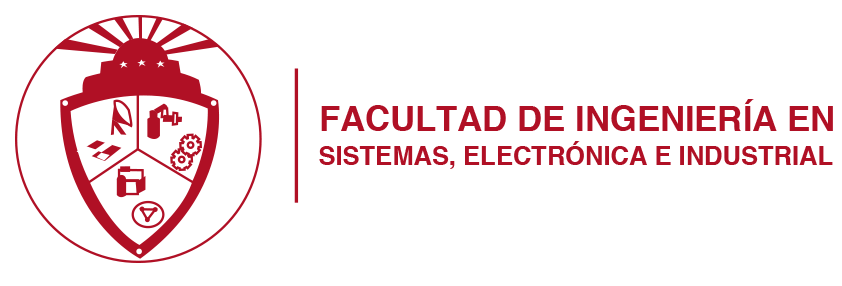 FACULTAD DE INGENIERÍA EN
SISTEMAS, ELECTRÓNICA E INDUSTRIAL